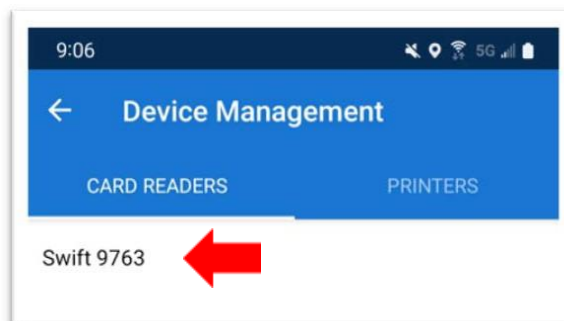 9:06 5G
Device Management
CARD READERS PRINTERS
Swift 9763